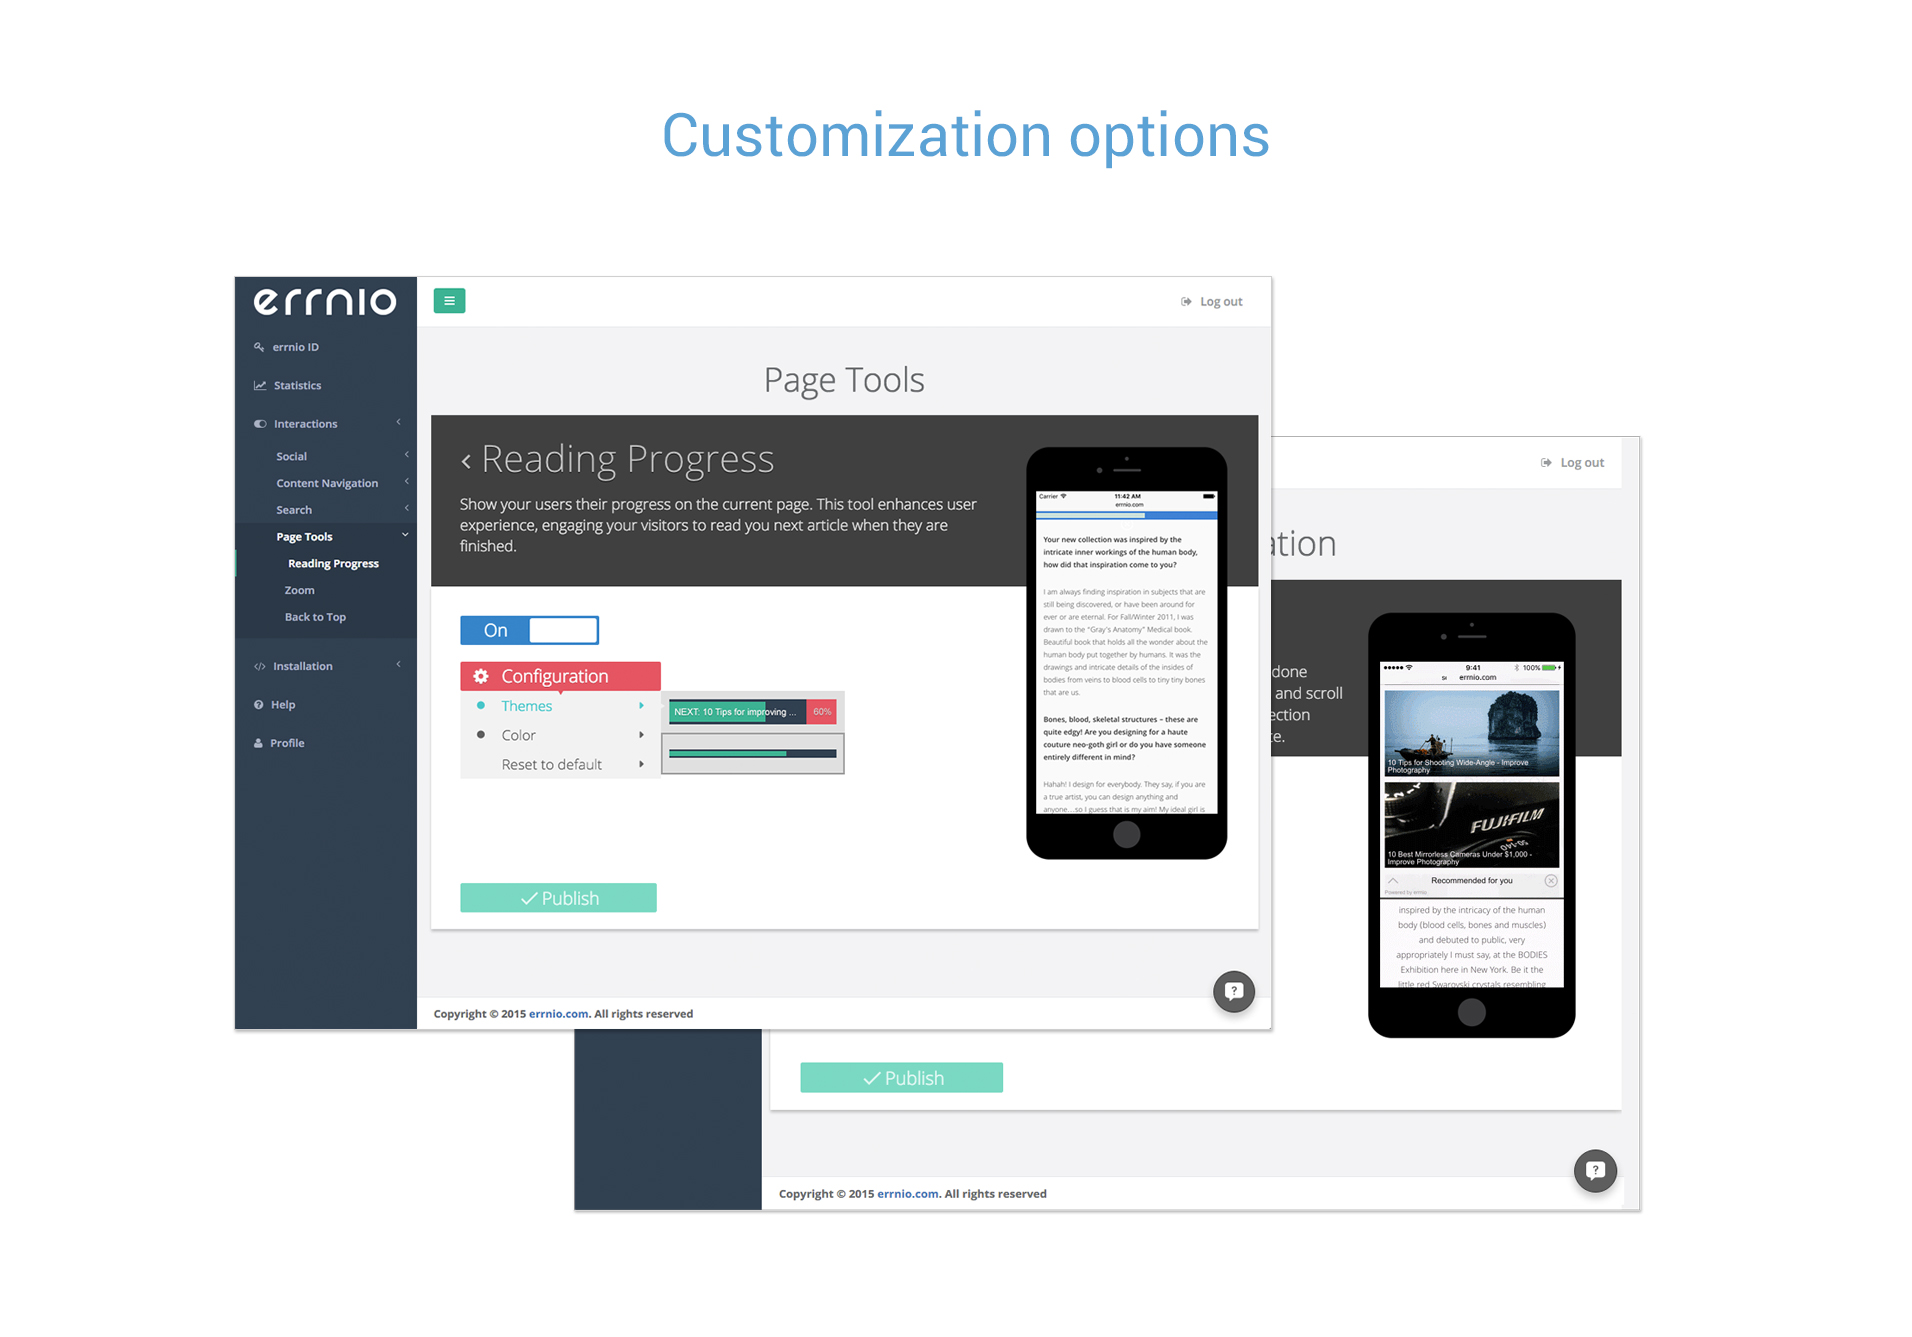 Customization options
errnio
Log out
errnio ID
Statistics
Interactions
Social
Content Navigation
Search
Page Tools
Reading Progress
Zoom
Back to Top
Installation
Help
Profile
Page Tools
Reading Progress
Show your users their progress on the current page. This tool enhances user
experience, engaging your visitors to read you next article when they are
finished.
On
Configuration
Themes
Color
Reset to default
NEXT: 10 Tips for improving ...
60%
Publish
Carrier
11:42 AM
errnio.com
Your new collection was inspired by the
intricate inner workings of the human body,
how did that inspiration come to you?
I am always finding inspiration in subjects that are
still being discovered, or have been around for
ever or are eternal. For Fall/Winter 2011, I was
drawn to the "Gray's Anatomy" Medical book.
Beautiful book that holds all the wonder about the
human body put together by humans. It was the
drawings and intricate details of the insides of
bodies from veins to blood cells to tiny tiny bones
that are us.
Bones, blood, skeletal structures – these are
quite edgy! Are you designing for a haute
couture neo-goth girl or do you have someone
entirely different in mind?
Hahah! I design for everybody. They say, if you are
a true artist, you can design anything and
anyone....so I guess that is my aim! My ideal girl is
Copyright © 2015 errnio.com. All rights reserved
Log out
ation
done
and scroll
ection
te.
9:41
100%
errnio.com
10 Tips for Shooting Wide-Angle - Improve
Photography
FUJIFILM
10 Best Mirrorless Cameras Under $1,000 -
Improve Photography
Recommended for you
Powered by errnio
inspired by the intricacy of the human
body (blood cells, bones and muscles)
and debuted to public, very
appropriately I must say, at the BODIES
Exhibition here in New York. Be it the
little red Swarovski crystals resembling
Publish
Copyright © 2015 errnio.com. All rights reserved